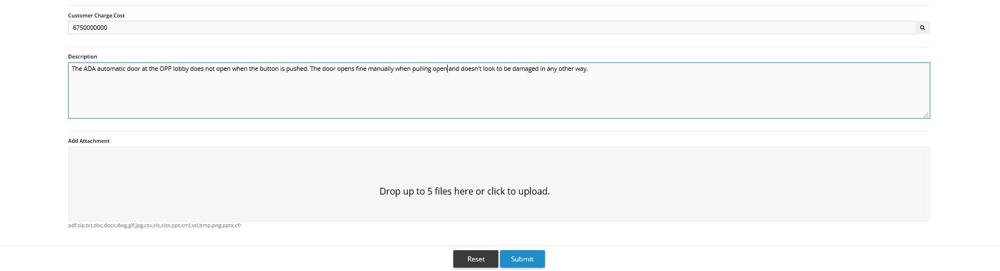 Customer Charge Cost
6750000000
Description
The ADA automatic door at the OPP lobby does not open when the button is pushed. The door opens fine manually when pulling open and doesn't look to be damaged in any other way.
Add Attachment
Drop up to 5 files here or click to upload.
pdf,zip,txt,doc,docx,dwg,gif,jpg,csv,xls,xlsx,ppt,xml,xsl,bmp,png,pptx,cfr
Reset Submit